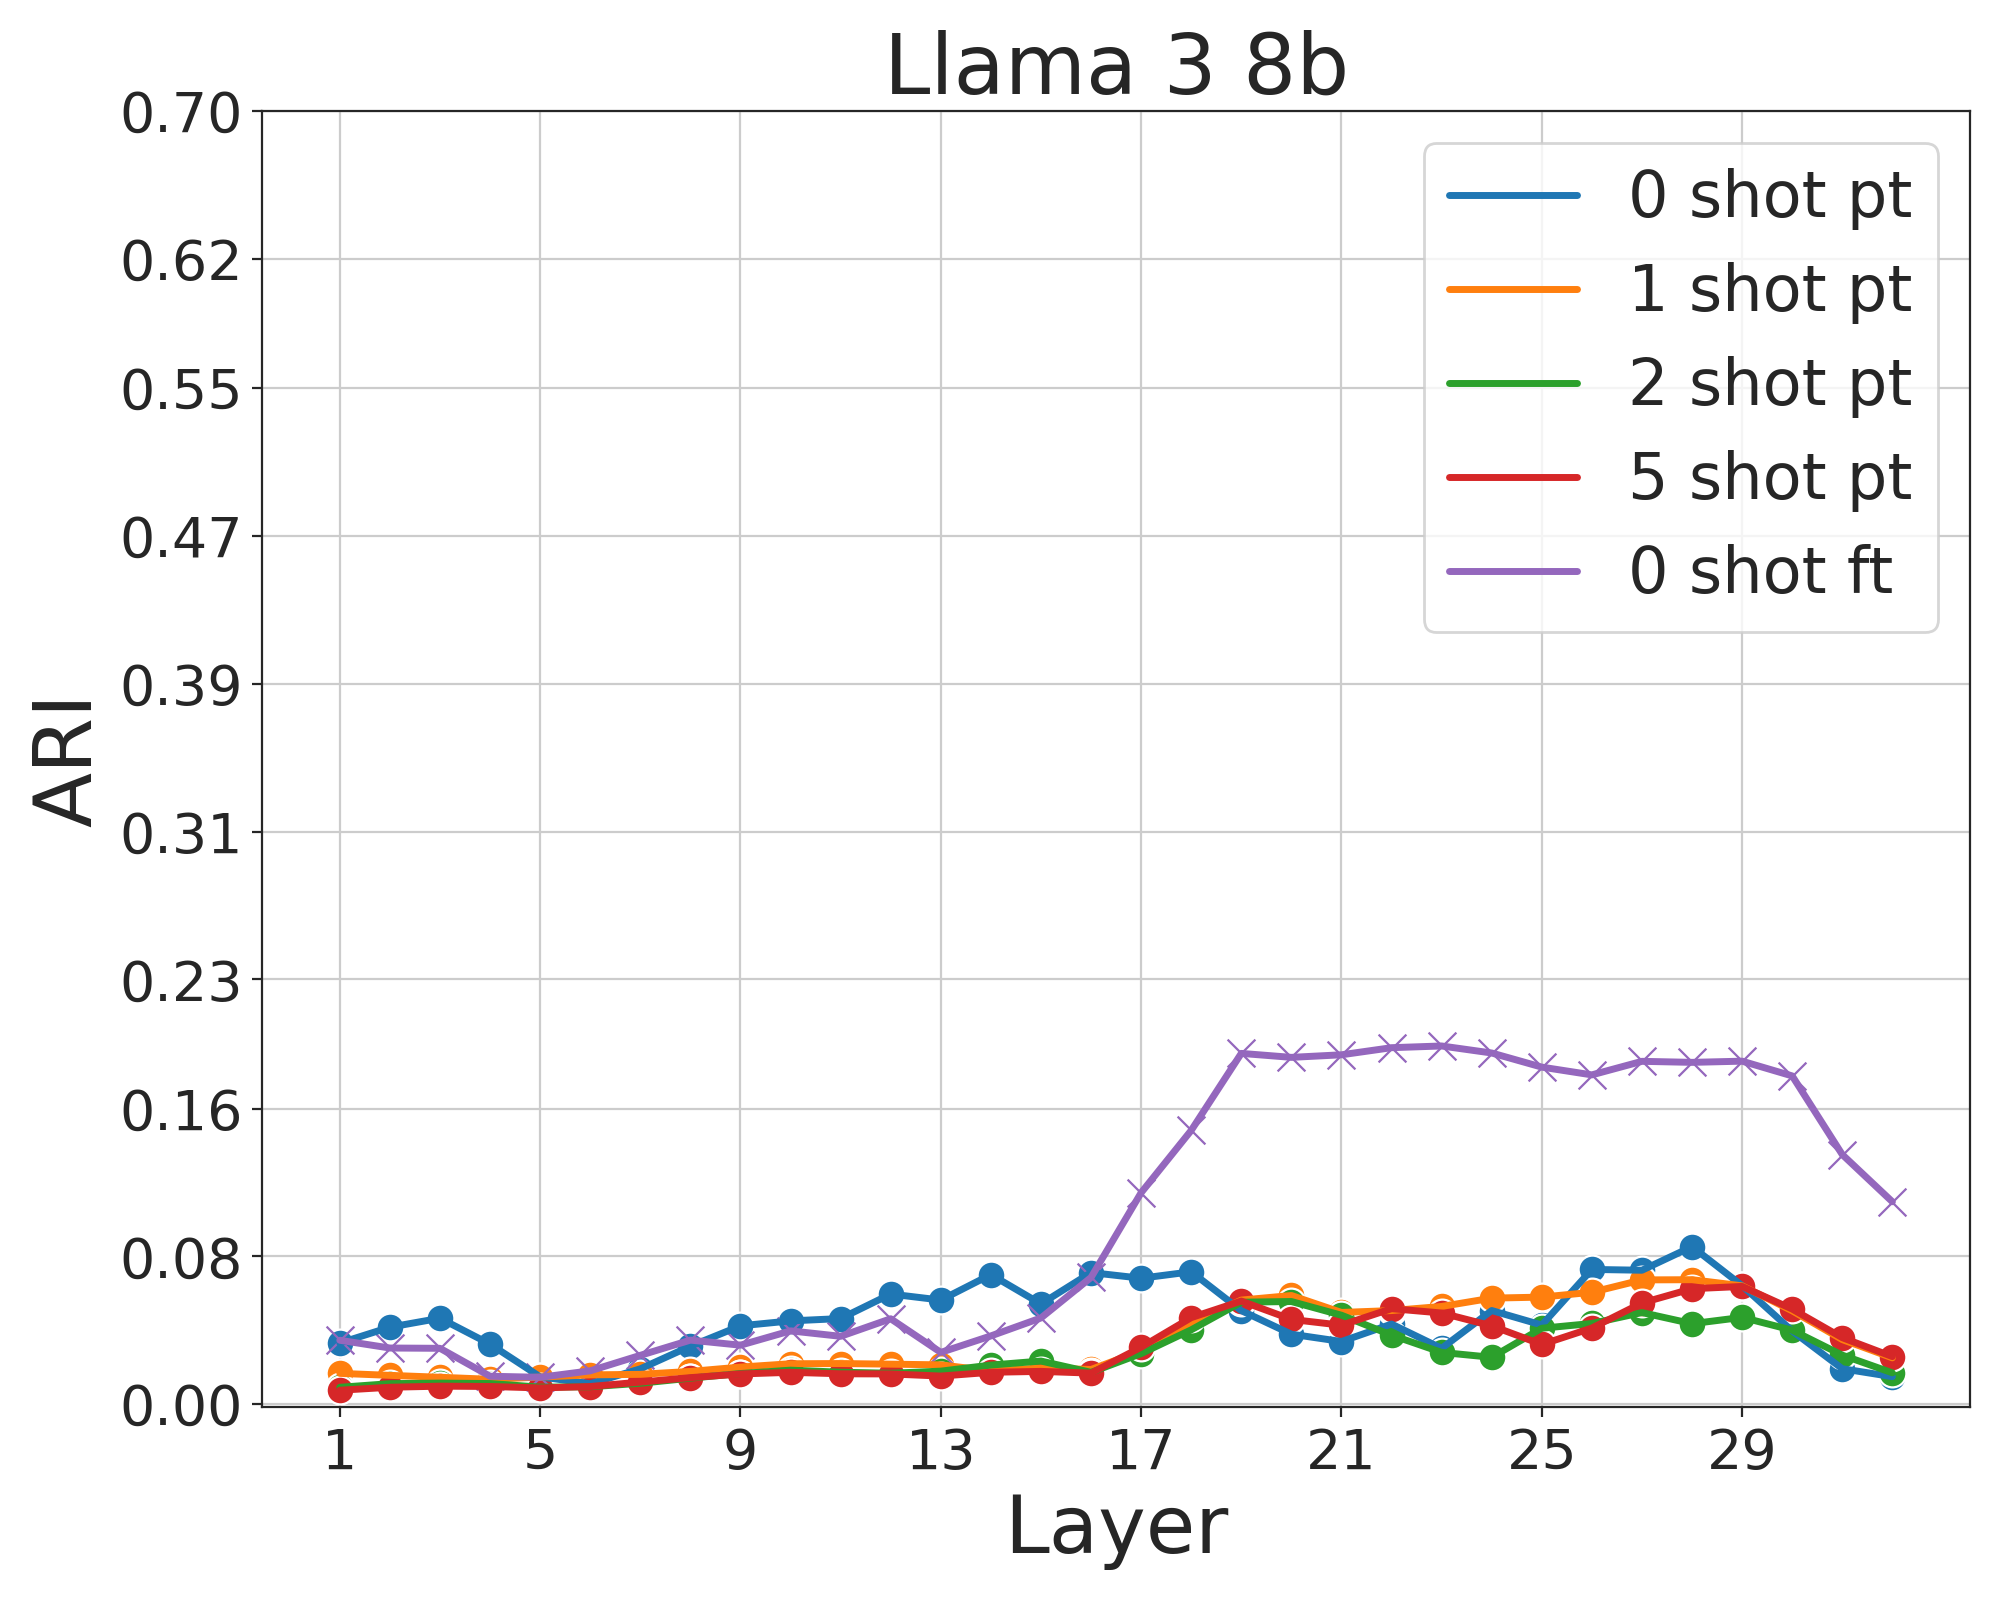 Llama 3 8b
0.70
0.62
0.55
0.47
0.39
0.31
0.23
0.16
0.08
0.00
ARI
0 shot pt
1 shot pt
2 shot pt
5 shot pt
0 shot ft
1 5 9 13 17 21 25 29
Layer